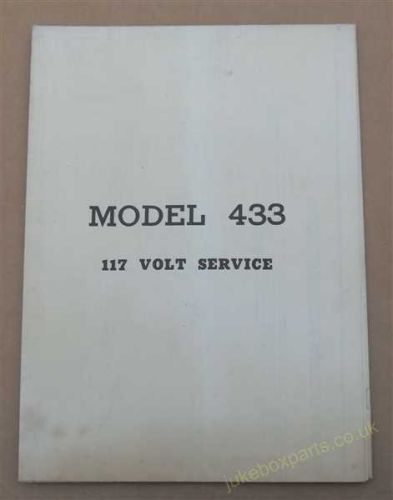 MODEL 433
117 VOLT SERVICE
jukeboxparts.co.uk